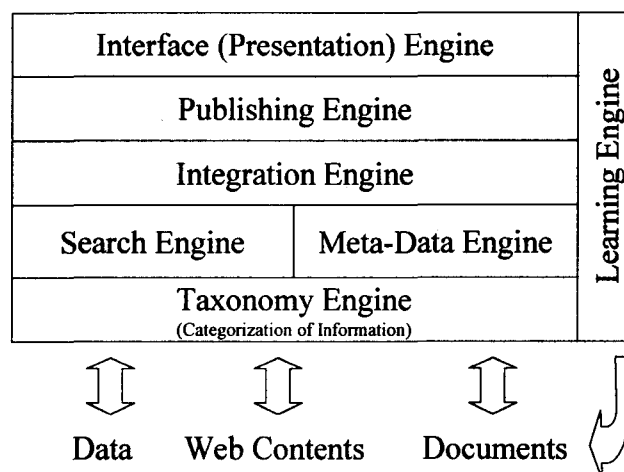 Interface (Presentation) Engine
Publishing Engine
Integration Engine
Search Engine
Meta-Data Engine
Taxonomy Engine
(Categorization of Information)
Learning Engine
Data
Web Contents
Documents